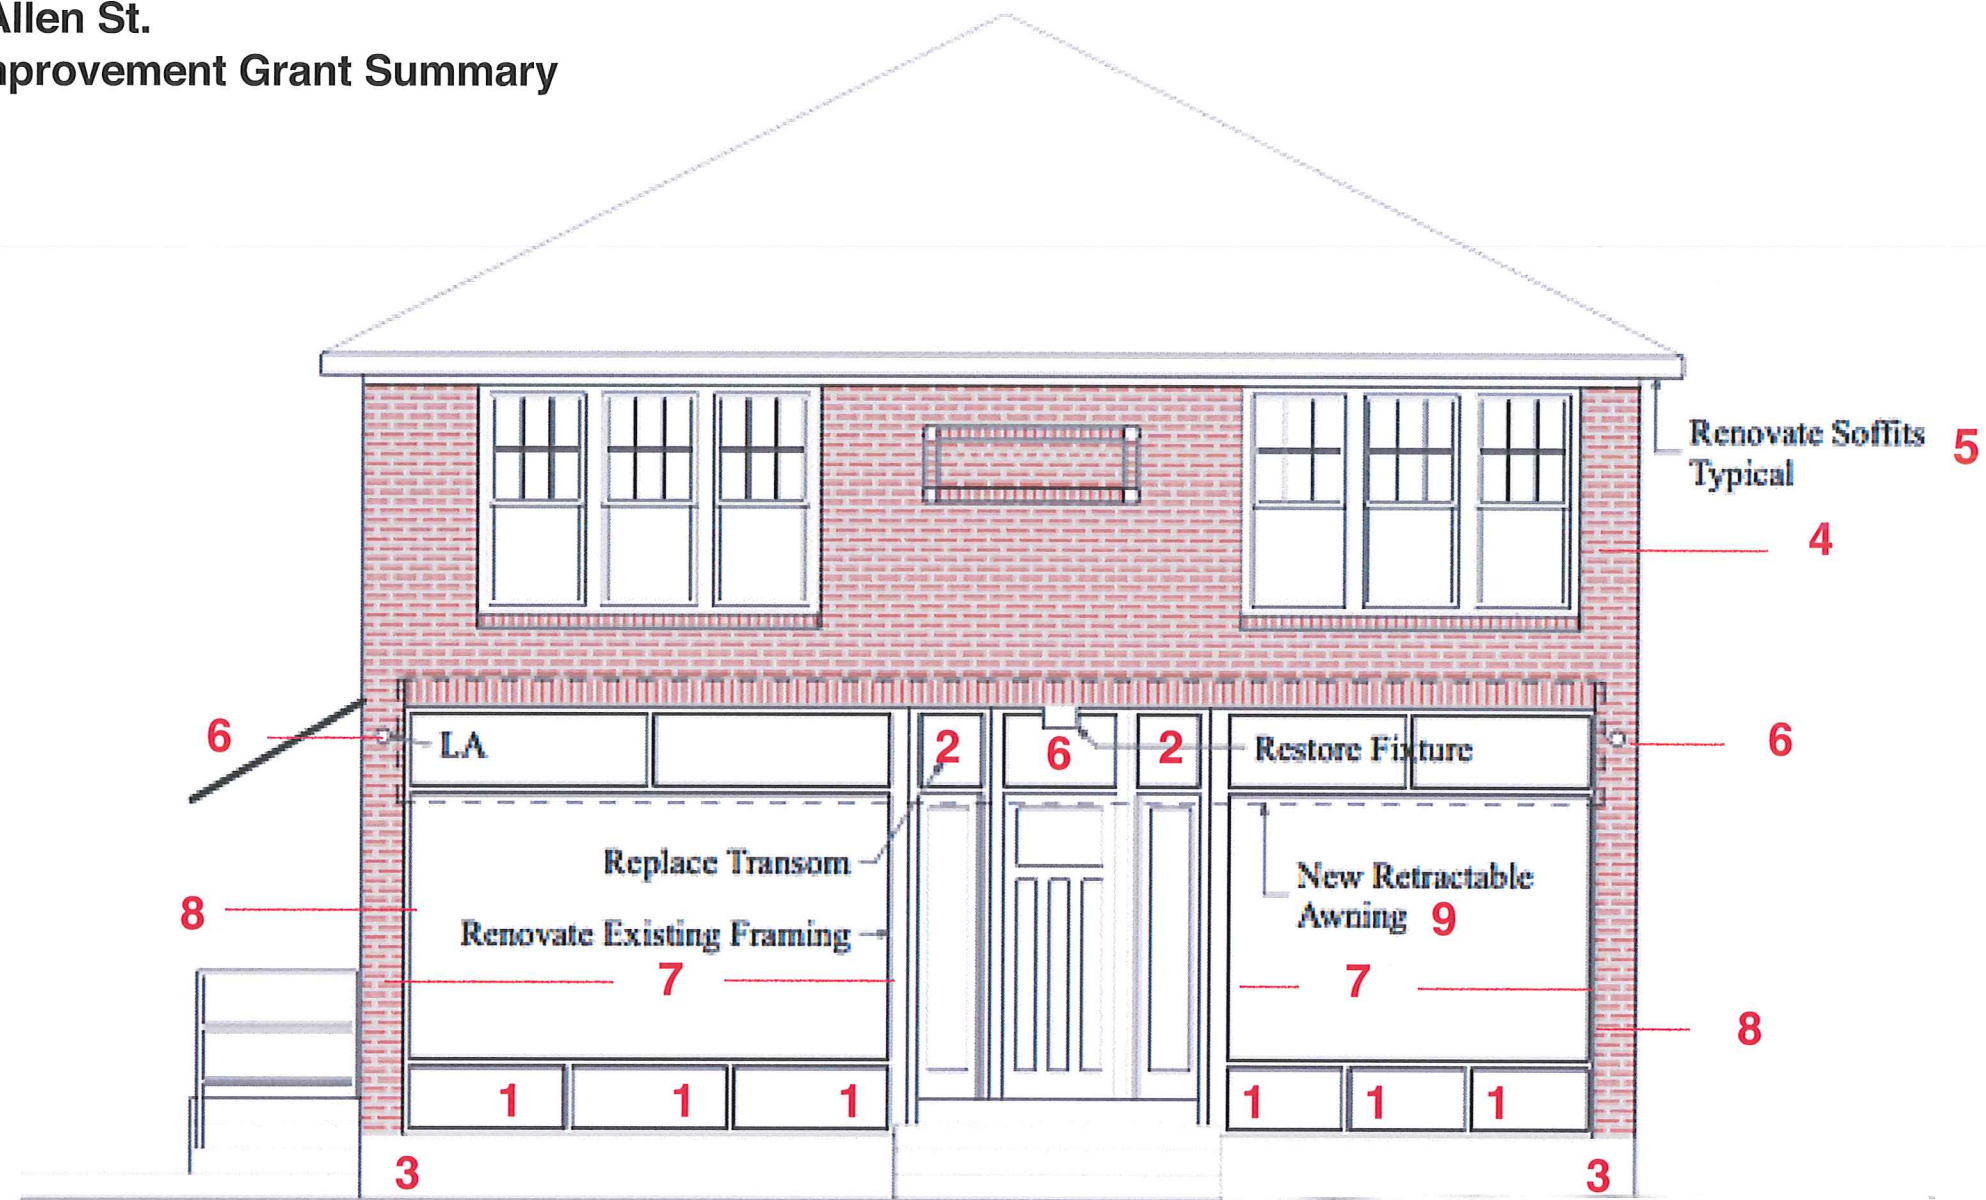 Allen St.
mprovement Grant Summary
Renovate Soffits 5
Typical
4
6 LA 2 6 2 Restore Fixture 6
Replace Transom
New Retractable
8 Awning 9
Renovate Existing Framing
7 7
8
1 1 1 1 1 1
3 3